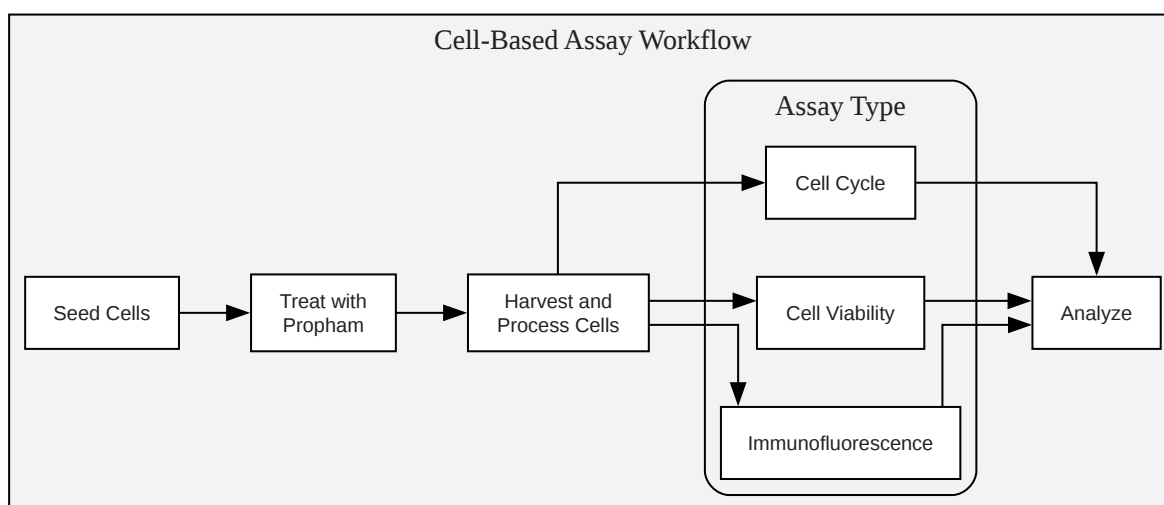 Cell-Based Assay Workflow
Assay Type
Cell Cycle
Seed Cells
Treat with
Propham
Harvest and
Process Cells
Cell Viability
Analyze
Immunofluorescence